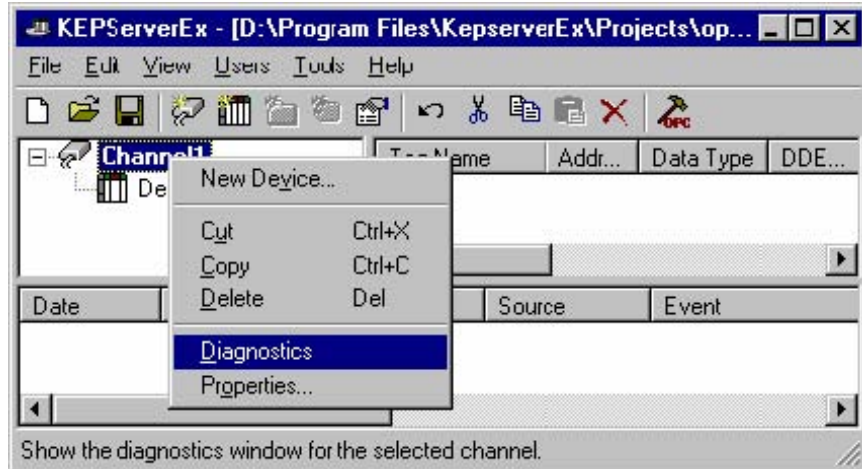 KEPServerEx - [D:\Program Files\KepserverEx\Projects\op...
File Edit View Users Tools Help
OPC
Channel1
Name Addr... Data Type DDE...
De
New Device...
Cut Ctrl+X
Copy Ctrl+C
Delete Del
Diagnostics
Properties...
Date Source Event
Show the diagnostics window for the selected channel.